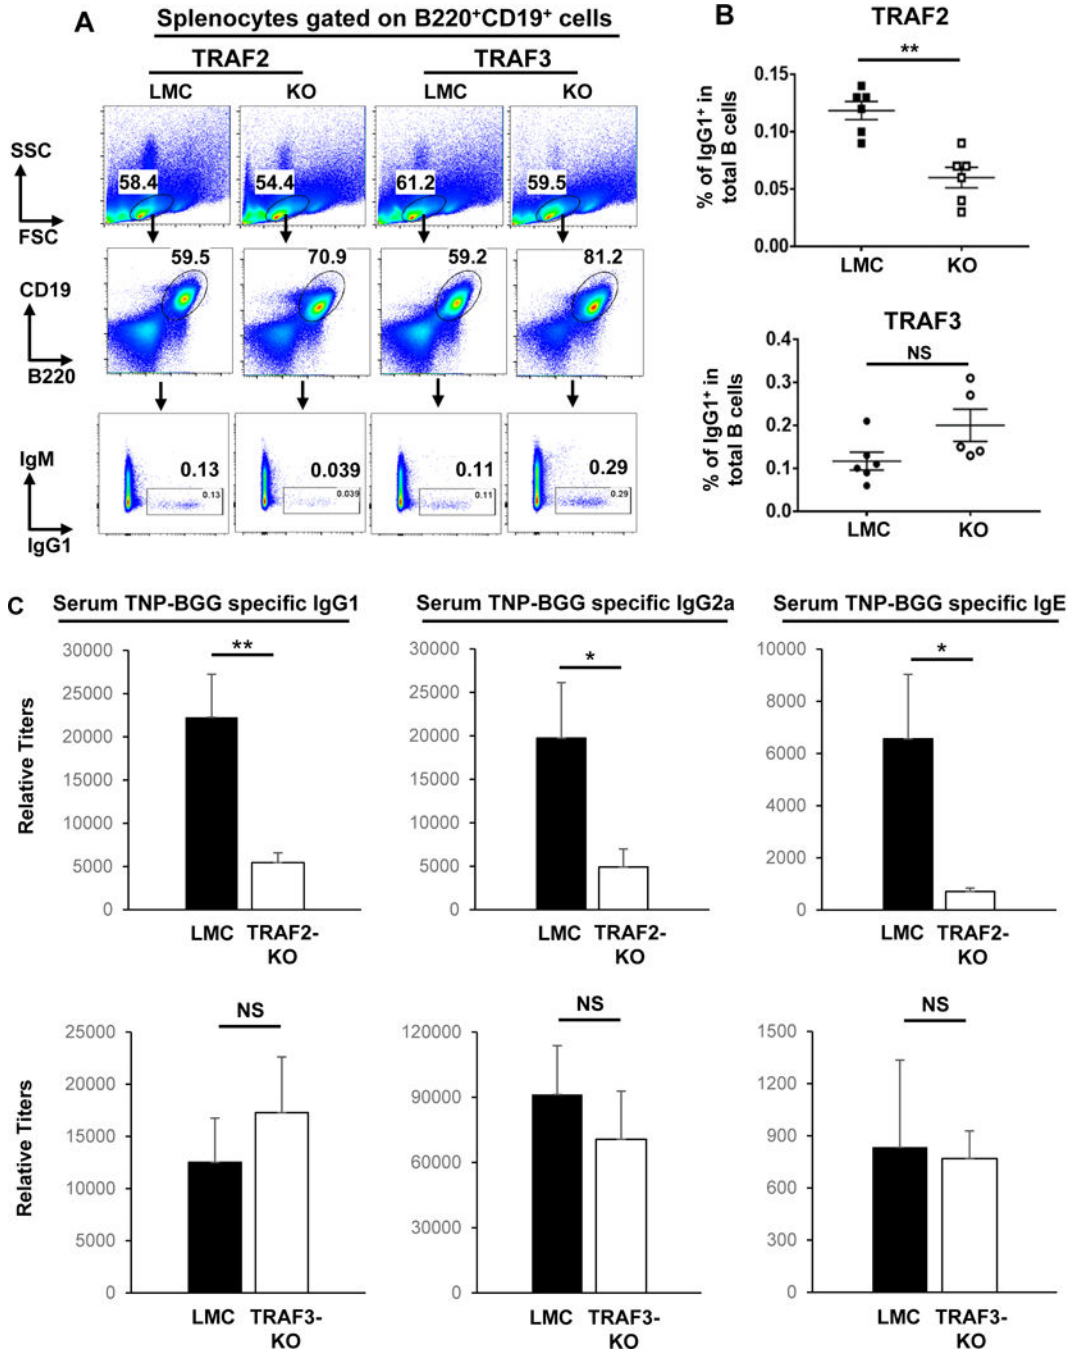 A
Splenocytes gated on B220⁺CD19⁺ cells
TRAF2
TRAF3
LMC
KO
LMC
KO
SSC
FSC
58.4
54.4
61.2
59.5
CD19
B220
59.5
70.9
59.2
81.2
IgM
IgG1
0.13
0.039
0.11
0.29
0.13
0.039
0.11
0.29
B
TRAF2
**
% of IgG1⁺ in
total B cells
0.15
0.10
0.05
0.00
LMC
KO
TRAF3
NS
% of IgG1⁺ in
total B cells
0.4
0.3
0.2
0.1
0.0
LMC
KO
C
Serum TNP-BGG specific IgG1
Relative Titers
30000
25000
20000
15000
10000
5000
0
**
LMC
TRAF2-
KO
Serum TNP-BGG specific IgG2a
30000
25000
20000
15000
10000
5000
0
*
LMC
TRAF2-
KO
Serum TNP-BGG specific IgE
10000
8000
6000
4000
2000
0
*
LMC
TRAF2-
KO
Relative Titers
25000
20000
15000
10000
5000
0
NS
LMC
TRAF3-
KO
120000
90000
60000
30000
0
NS
LMC
TRAF3-
KO
1500
1200
900
600
300
0
NS
LMC
TRAF3-
KO